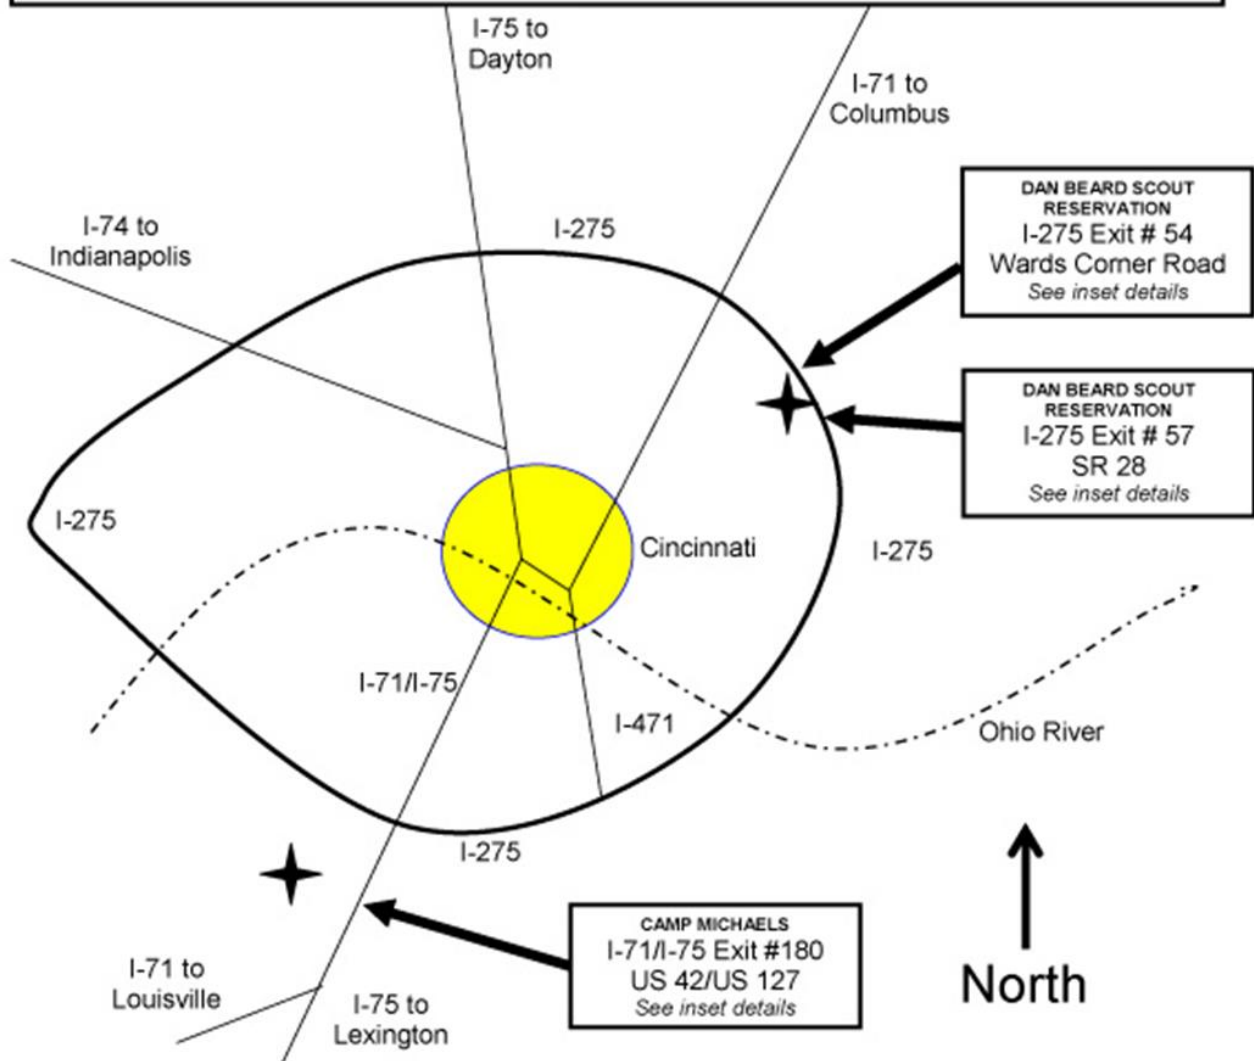 I-75 to
Dayton
I-71 to
Columbus
DAN BEARD SCOUT
RESERVATION
I-275 Exit # 54
Wards Corner Road
See inset details
I-74 to
Indianapolis
I-275
DAN BEARD SCOUT
RESERVATION
I-275 Exit # 57
SR 28
See inset details
I-275
Cincinnati
I-275
I-71/I-75
I-471
Ohio River
I-275
CAMP MICHAELS
I-71/I-75 Exit #180
US 42/US 127
See inset details
North
I-71 to
Louisville
I-75 to
Lexington